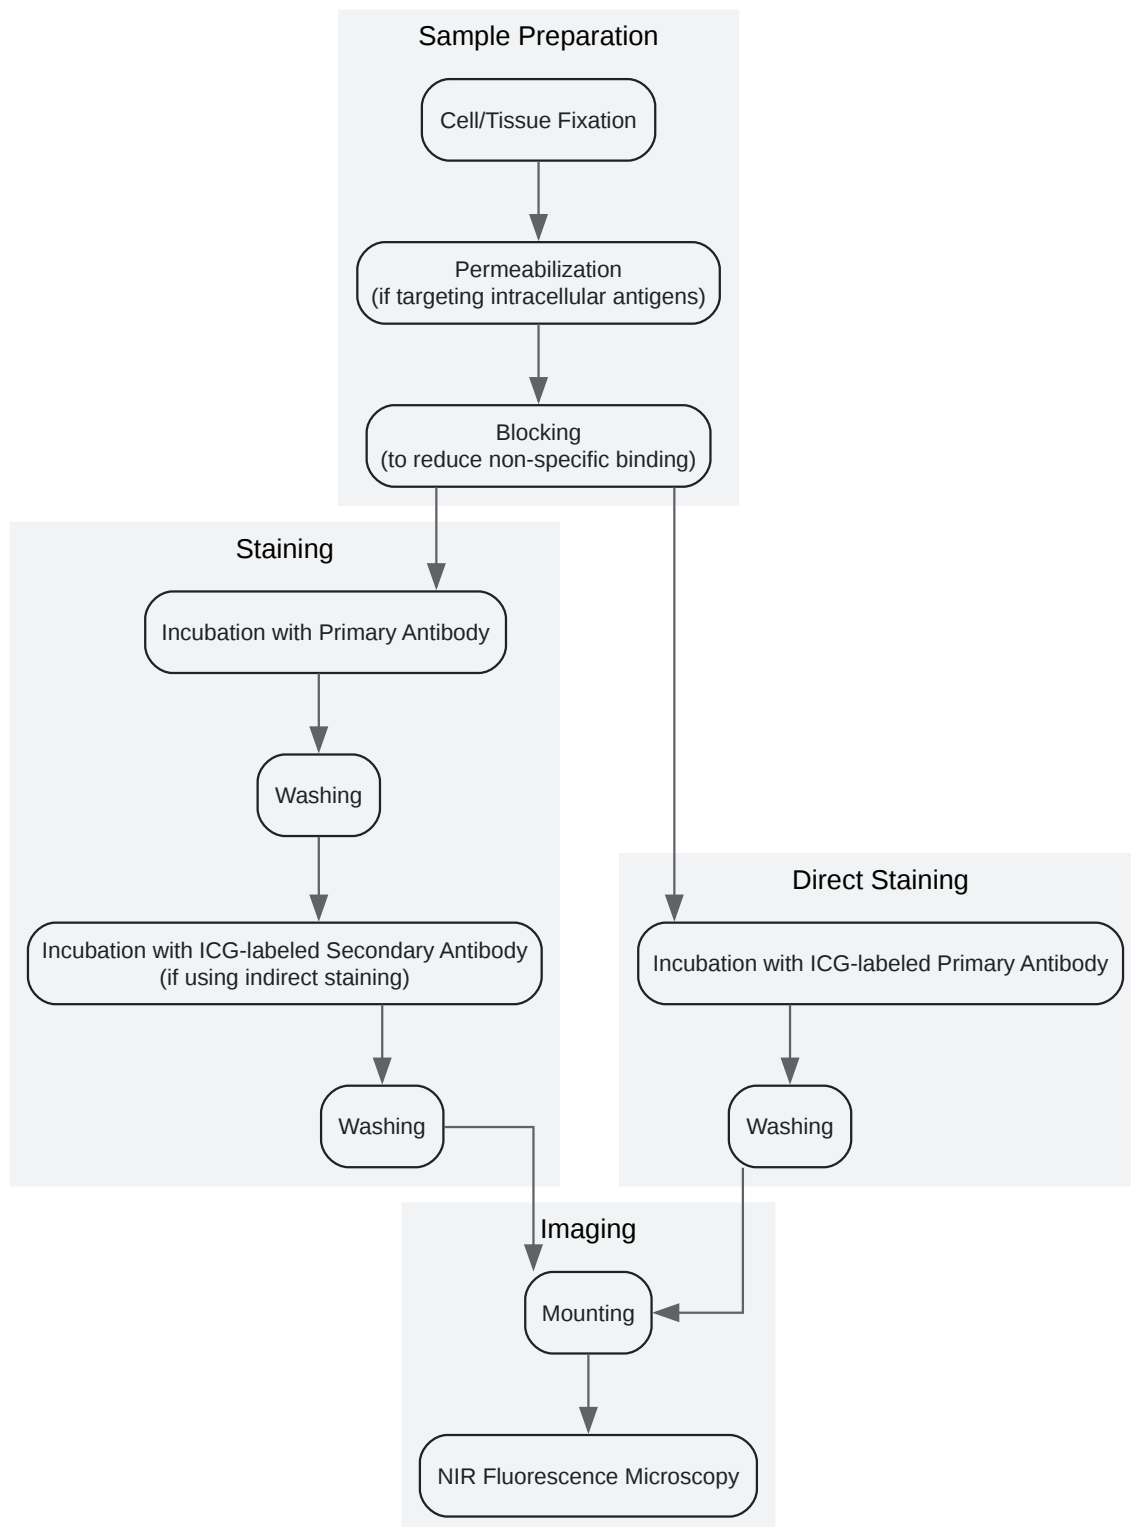 Sample Preparation
Cell/Tissue Fixation
Permeabilization
(if targeting intracellular antigens)
Blocking
(to reduce non-specific binding)
Staining
Incubation with Primary Antibody
Washing
Incubation with ICG-labeled Secondary Antibody
(if using indirect staining)
Washing
Direct Staining
Incubation with ICG-labeled Primary Antibody
Washing
Imaging
Mounting
NIR Fluorescence Microscopy